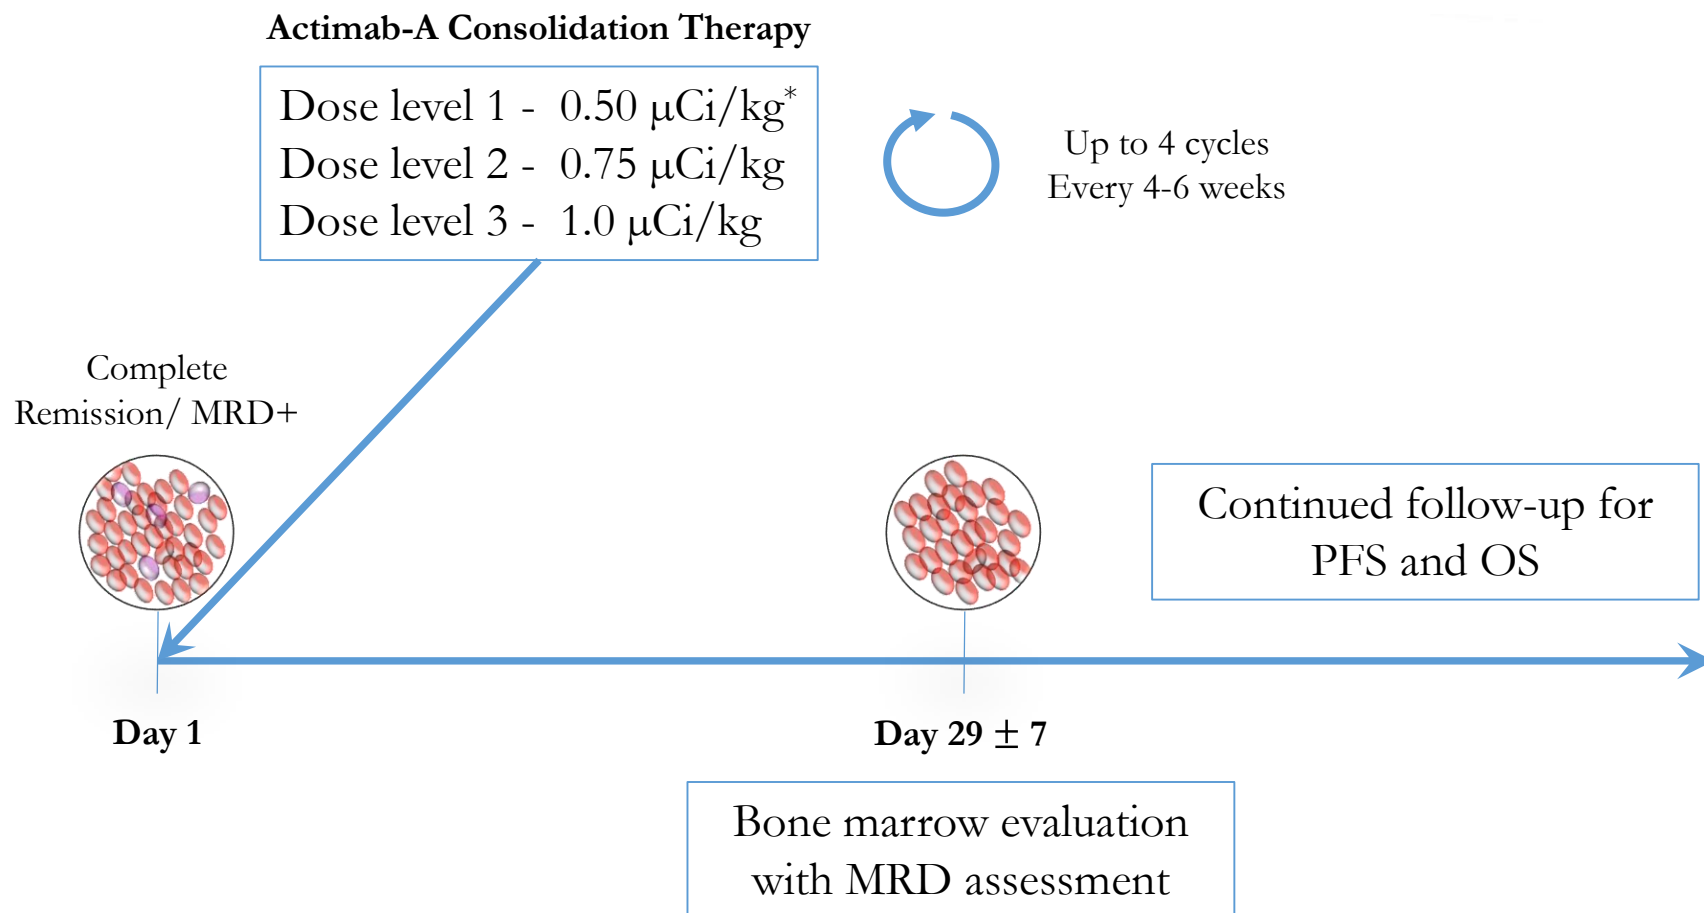 Actimab-A Consolidation Therapy
Dose level 1 - 0.50 μCi/kg*
Dose level 2 - 0.75 μCi/kg
Dose level 3 - 1.0 μCi/kg
Up to 4 cycles
Every 4-6 weeks
Complete
Remission/ MRD+
Continued follow-up for
PFS and OS
Day 1
Day 29 ± 7
Bone marrow evaluation
with MRD assessment